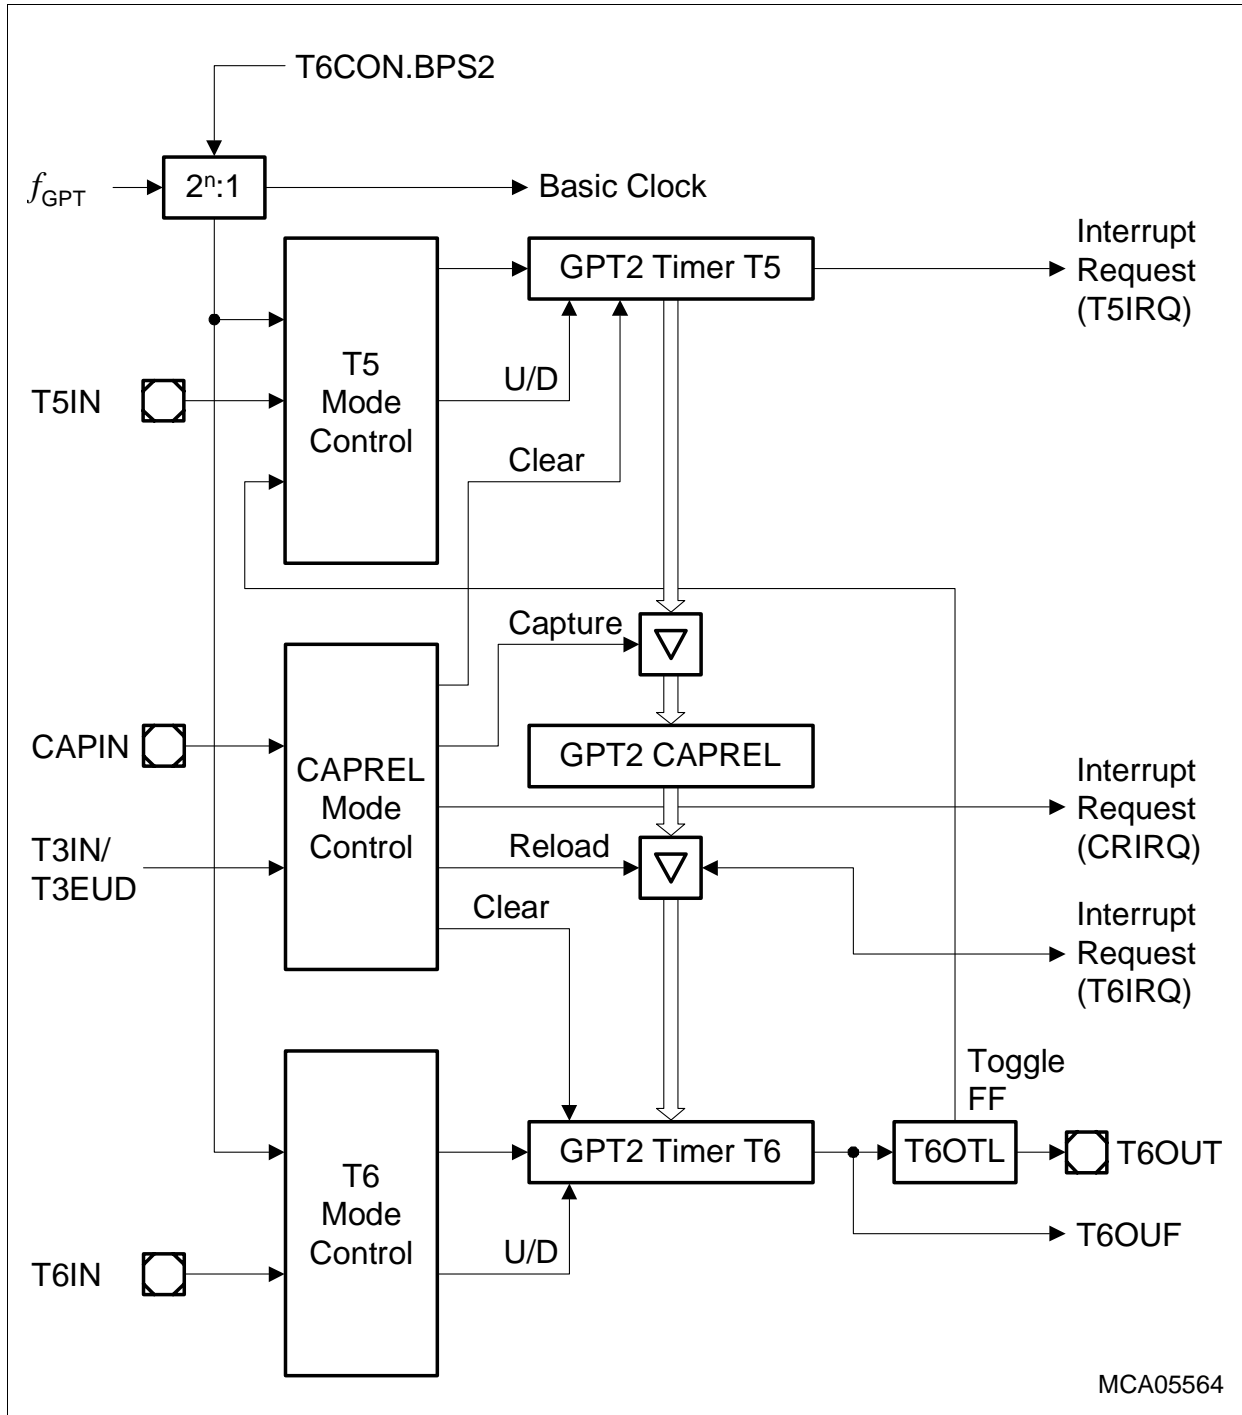 T6CON.BPS2
fGPT
2ⁿ:1
Basic Clock
GPT2 Timer T5
Interrupt
Request
(T5IRQ)
T5IN
T5
Mode
Control
U/D
Clear
Capture
CAPIN
CAPREL
Mode
Control
GPT2 CAPREL
Interrupt
Request
(CRIRQ)
T3IN/
T3EUD
Reload
Clear
Interrupt
Request
(T6IRQ)
Toggle
FF
T6
Mode
Control
GPT2 Timer T6
T6OTL
T6OUT
T6OUF
T6IN
U/D
MCA05564